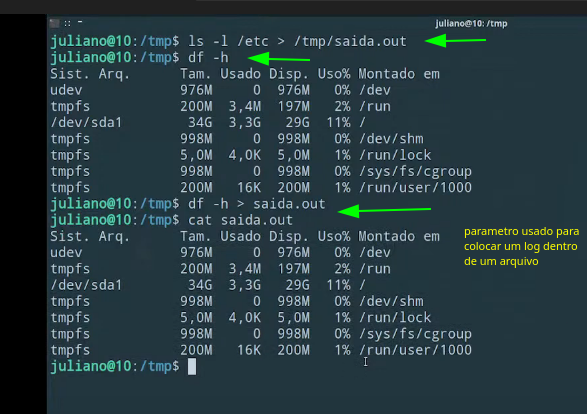 juliano@10: /tmp
juliano@10:/tmp$ ls -l /etc > /tmp/saida.out
juliano@10:/tmp$ df -h
Sist. Arq. Tam. Usado Disp. Uso% Montado em
udev 976M 0 976M 0% /dev
tmpfs 200M 3,4M 197M 2% /run
/dev/sda1 34G 3,3G 29G 11% /
tmpfs 998M 0 998M 0% /dev/shm
tmpfs 5,0M 4,0K 5,0M 1% /run/lock
tmpfs 998M 0 998M 0% /sys/fs/cgroup
tmpfs 200M 16K 200M 1% /run/user/1000
juliano@10:/tmp$ df -h > saida.out
juliano@10:/tmp$ cat saida.out
Sist. Arq. Tam. Usado Disp. Uso% Montado em
udev 976M 0 976M 0% /dev
tmpfs 200M 3,4M 197M 2% /run
/dev/sda1 34G 3,3G 29G 11% /
tmpfs 998M 0 998M 0% /dev/shm
tmpfs 5,0M 4,0K 5,0M 1% /run/lock
tmpfs 998M 0 998M 0% /sys/fs/cgroup
tmpfs 200M 16K 200M 1% /run/user/1000
juliano@10:/tmp$
parametro usado para
colocar um log dentro
de um arquivo